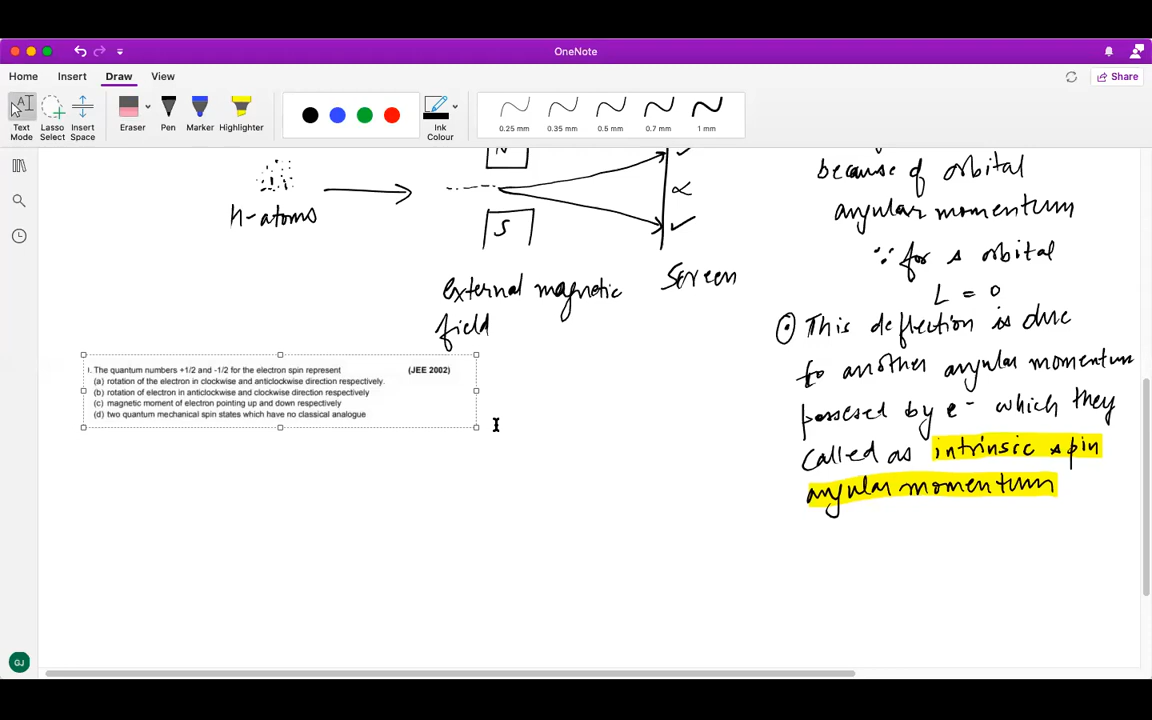 OneNote
Home Insert Draw View
Share
Text Mode
Lasso Select
Insert Space
Eraser
Pen
Marker
Highlighter
Ink Colour
0.25 mm
0.35 mm
0.5 mm
0.7 mm
1 mm
N
h-atoms
S
∝
external magnetic
field
Screen
because of orbital
angular momentum
∵ for s orbital
L = 0
⊙ This deflection is due
to another angular momentum
possesed by e⁻ which they
called as intrinsic spin
angular momentum
I. The quantum numbers +1/2 and -1/2 for the electron spin represent (JEE 2002)
(a) rotation of the electron in clockwise and anticlockwise direction respectively.
(b) rotation of electron in anticlockwise and clockwise direction respectively
(c) magnetic moment of electron pointing up and down respectively
(d) two quantum mechanical spin states which have no classical analogue
GJ